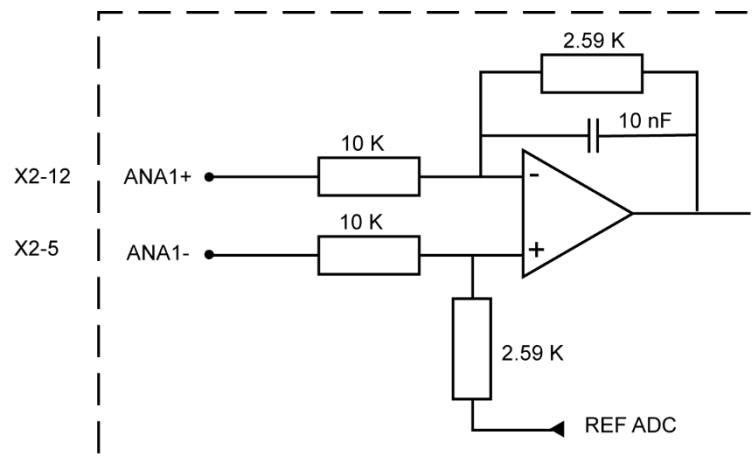 2.59 K
10 nF
10 K
X2-12 ANA1+
-
10 K
X2-5 ANA1-
+
2.59 K
REF ADC